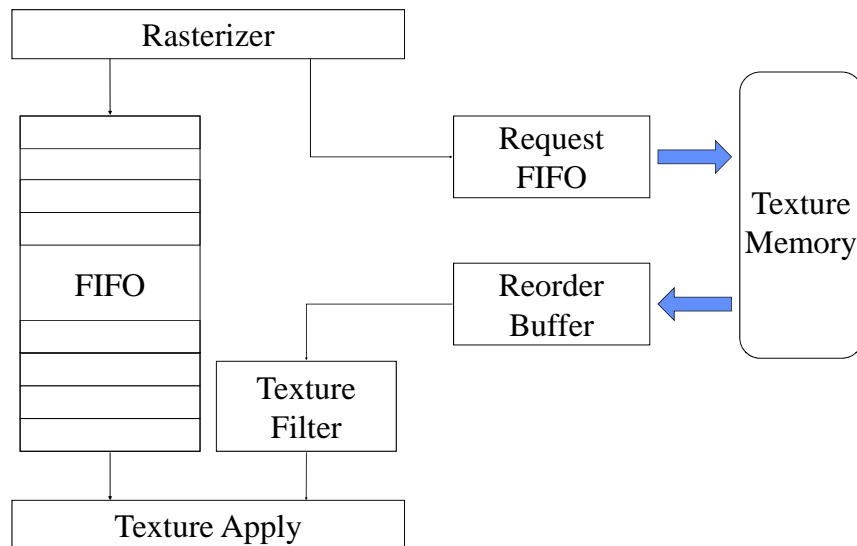 Rasterizer
Request
FIFO
Texture
Memory
FIFO
Reorder
Buffer
Texture
Filter
Texture Apply